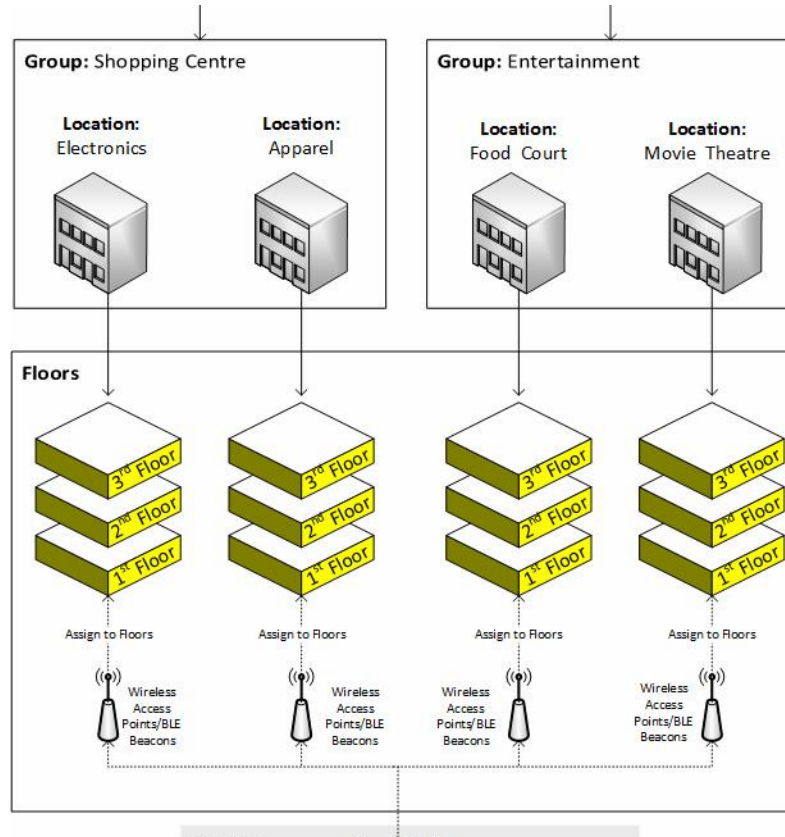 Group: Shopping Centre
Group: Entertainment
Location:
Electronics
Location:
Apparel
Location:
Food Court
Location:
Movie Theatre
Floors
3rd Floor
2nd Floor
1st Floor
3rd Floor
2nd Floor
1st Floor
3rd Floor
2nd Floor
1st Floor
3rd Floor
2nd Floor
1st Floor
Assign to Floors
Assign to Floors
Assign to Floors
Assign to Floors
Wireless
Access
Points/BLE
Beacons
Wireless
Access
Points/BLE
Beacons
Wireless
Access
Points/BLE
Beacons
Wireless
Access
Points/BLE
Beacons